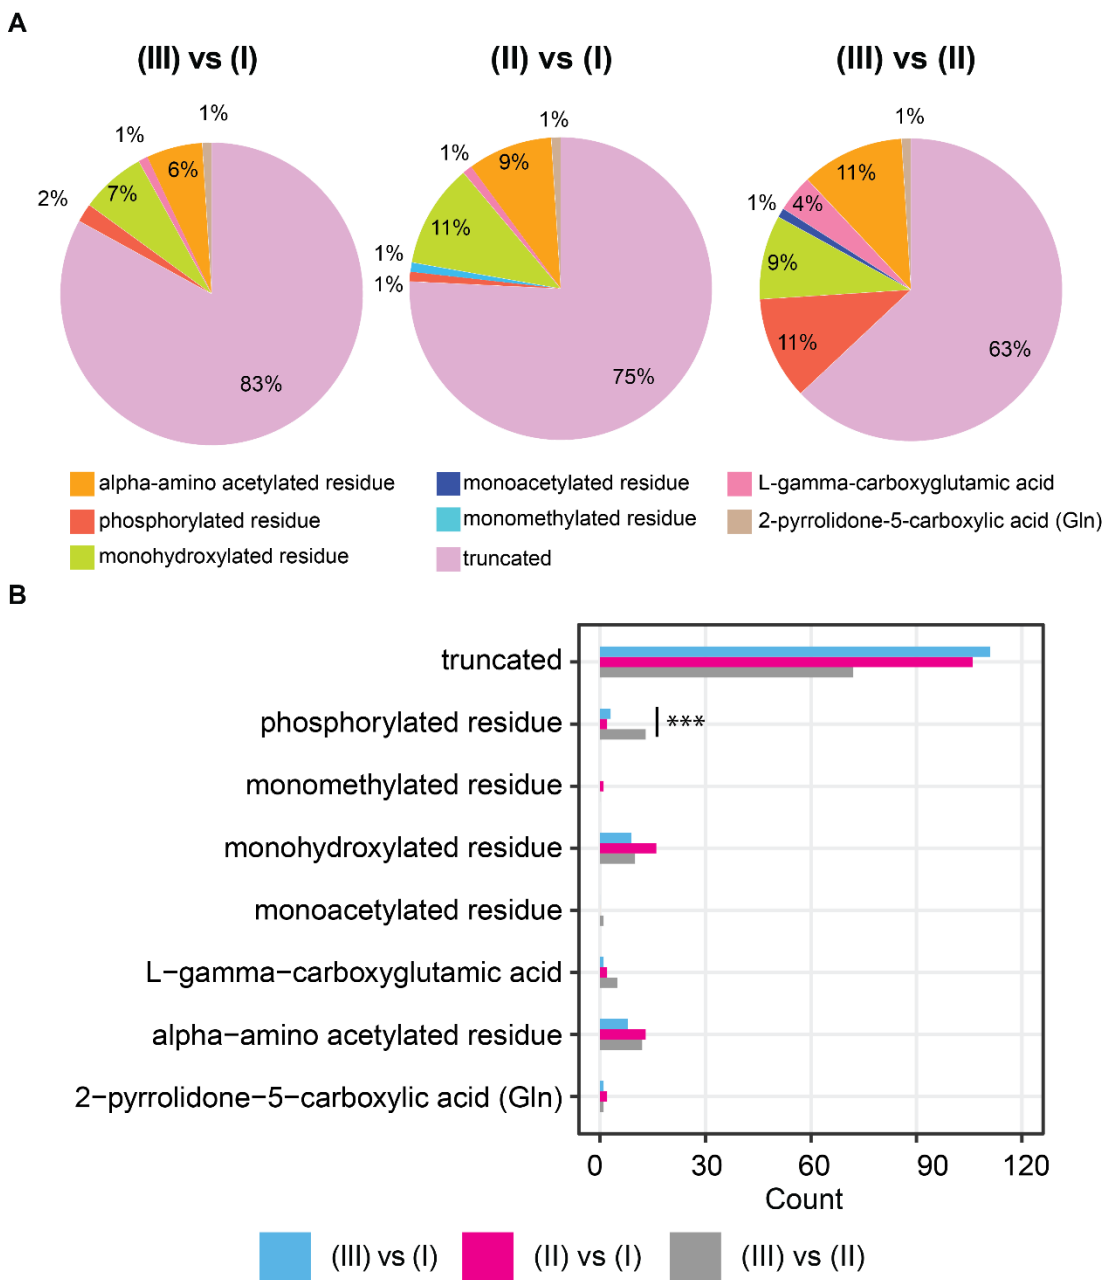 A
(III) vs (I)
(II) vs (I)
(III) vs (II)
1%
1%
6%
7%
2%
83%
1%
1%
9%
11%
1%
1%
75%
1%
11%
4%
1%
9%
11%
63%
alpha-amino acetylated residue
phosphorylated residue
monohydroxylated residue
monoacetylated residue
monomethylated residue
truncated
L-gamma-carboxyglutamic acid
2-pyrrolidone-5-carboxylic acid (Gln)
B
truncated
phosphorylated residue
***
monomethylated residue
monohydroxylated residue
monoacetylated residue
L−gamma−carboxyglutamic acid
alpha−amino acetylated residue
2−pyrrolidone−5−carboxylic acid (Gln)
0 30 60 90 120
Count
(III) vs (I) (II) vs (I) (III) vs (II)